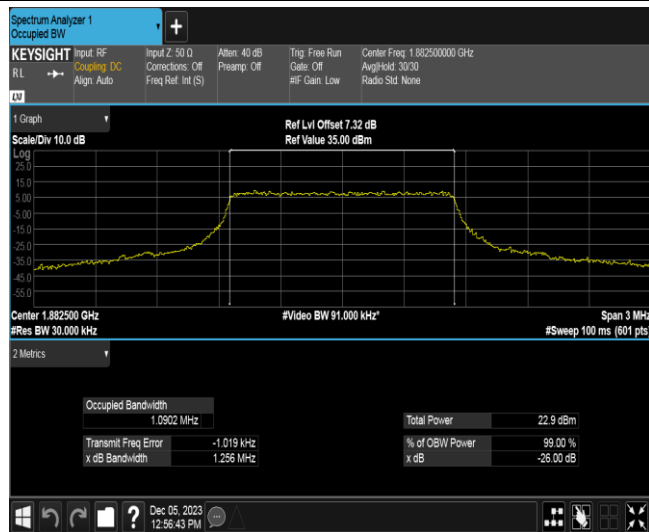 Spectrum Analyzer 1
Occupied BW
+
KEYSIGHT Input: RF Input Z: 50 Ω Atten: 40 dB Trig: Free Run Center Freq: 1.882500000 GHz
RL Coupling: DC Corrections: Off Preamp: Off Gate: Off Avg|Hold: 30/30
Align: Auto Freq Ref: Int (S) #IF Gain: Low Radio Std: None
LXI
1 Graph
Ref Lvl Offset 7.32 dB
Scale/Div 10.0 dB Ref Value 35.00 dBm
Log
25.0
15.0
5.00
-5.00
-15.0
-25.0
-35.0
-45.0
-55.0
Center 1.882500 GHz #Video BW 91.000 kHz* Span 3 MHz
#Res BW 30.000 kHz #Sweep 100 ms (601 pts)
2 Metrics
Occupied Bandwidth
1.0902 MHz Total Power 22.9 dBm
Transmit Freq Error -1.019 kHz % of OBW Power 99.00 %
x dB Bandwidth 1.256 MHz x dB -26.00 dB
? Dec 05, 2023
12:56:43 PM